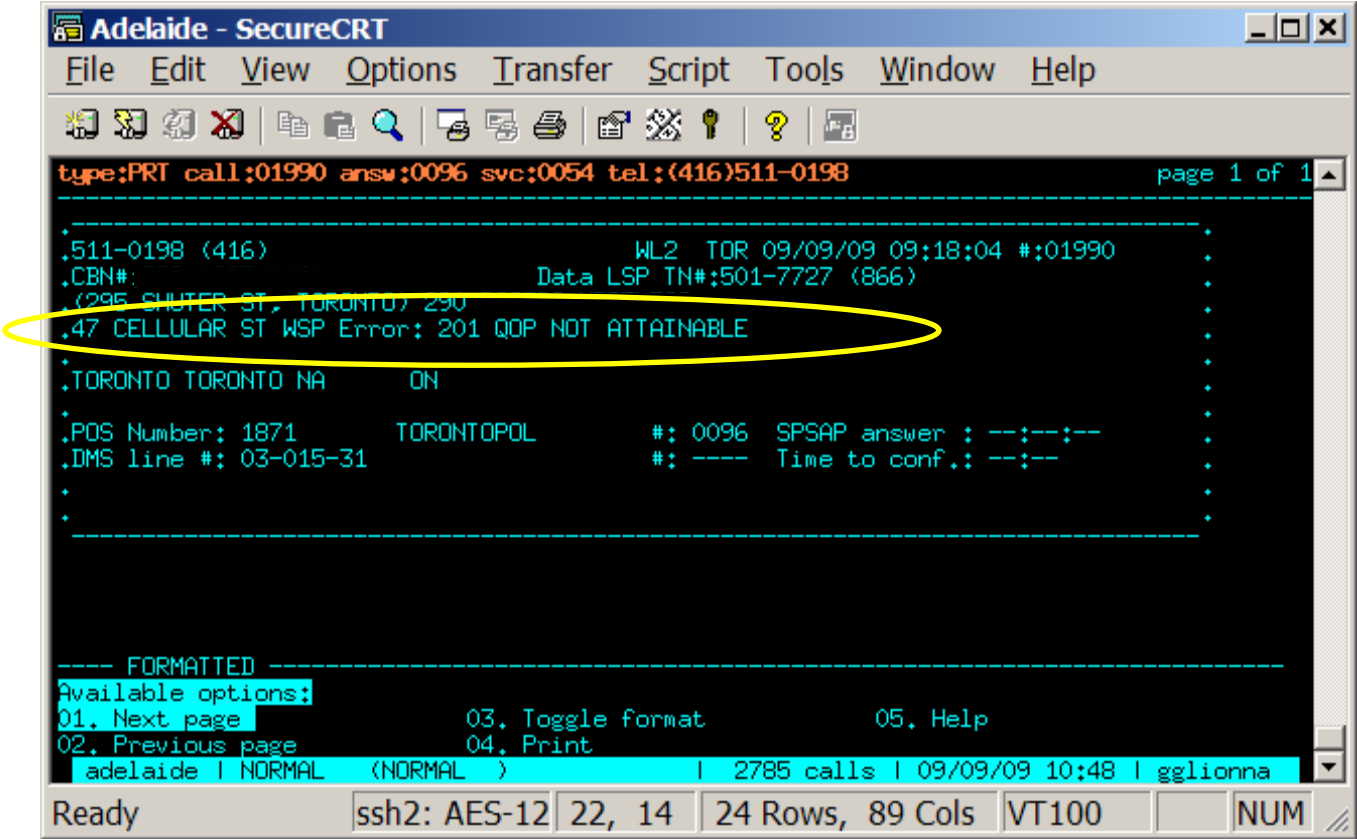 Adelaide - SecureCRT
File Edit View Options Transfer Script Tools Window Help
type:PRT call:01990 answ:0096 svc:0054 tel:(416)511-0198 page 1 of 1
.511-0198 (416) WL2 TOR 09/09/09 09:18:04 #:01990 .
.CBN#: Data LSP TN#:501-7727 (866) .
.(295 SHUTER ST, TORONTO) 290 .
.47 CELLULAR ST WSP Error: 201 QOP NOT ATTAINABLE .
.TORONTO TORONTO NA ON .
.POS Number: 1871 TORONTOPOL #: 0096 SPSAP answer : --:--:-- .
.DMS line #: 03-015-31 #: ---- Time to conf.: --:-- .
---- FORMATTED ----
Available options:
01. Next page 03. Toggle format 05. Help
02. Previous page 04. Print
adelaide | NORMAL (NORMAL ) | 2785 calls | 09/09/09 10:48 | gglionna
Ready ssh2: AES-12 22, 14 24 Rows, 89 Cols VT100 NUM